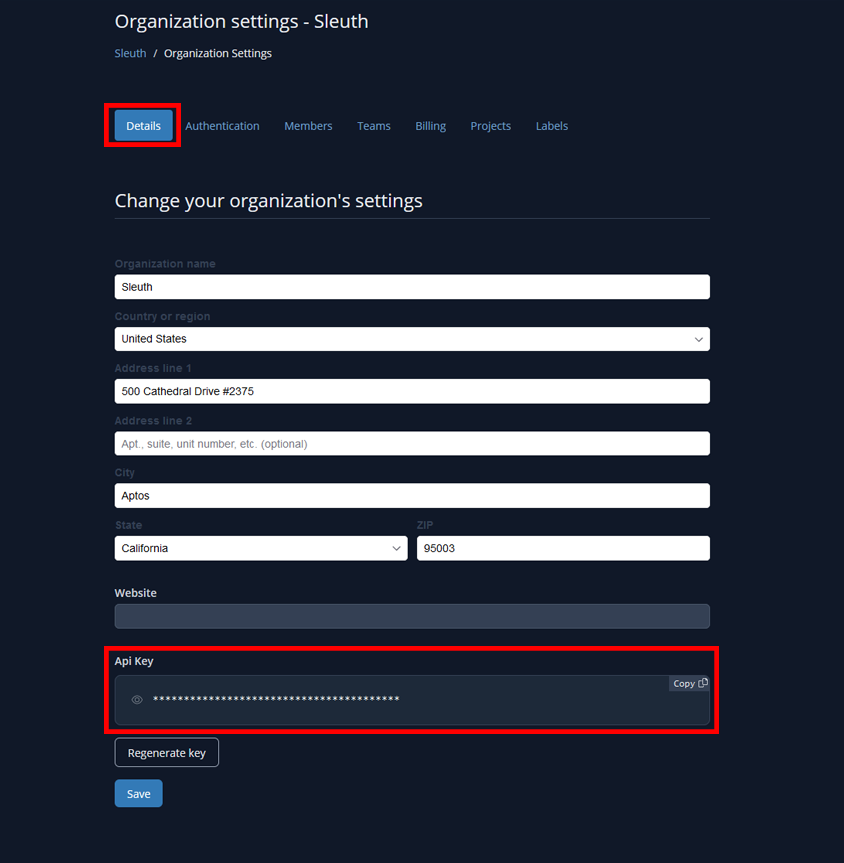 Organization settings - Sleuth
Sleuth / Organization Settings
Details Authentication Members Teams Billing Projects Labels
Change your organization's settings
Organization name
Sleuth
Country or region
United States
Address line 1
500 Cathedral Drive #2375
Address line 2
Apt., suite, unit number, etc. (optional)
City
Aptos
State ZIP
California 95003
Website
Api Key
Copy
****************************************
Regenerate key
Save